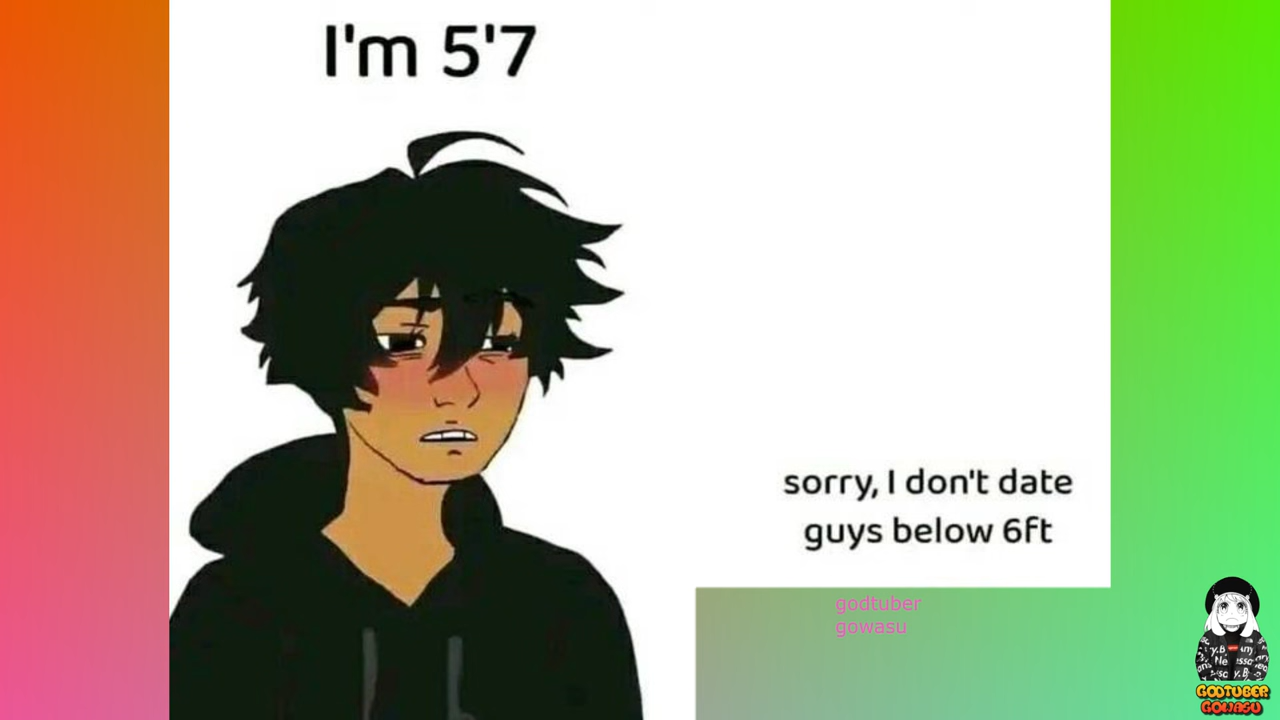 I'm 5'7
sorry, I don't date
guys below 6ft
godtuber
gowasu
GODTUBER
GOWASU